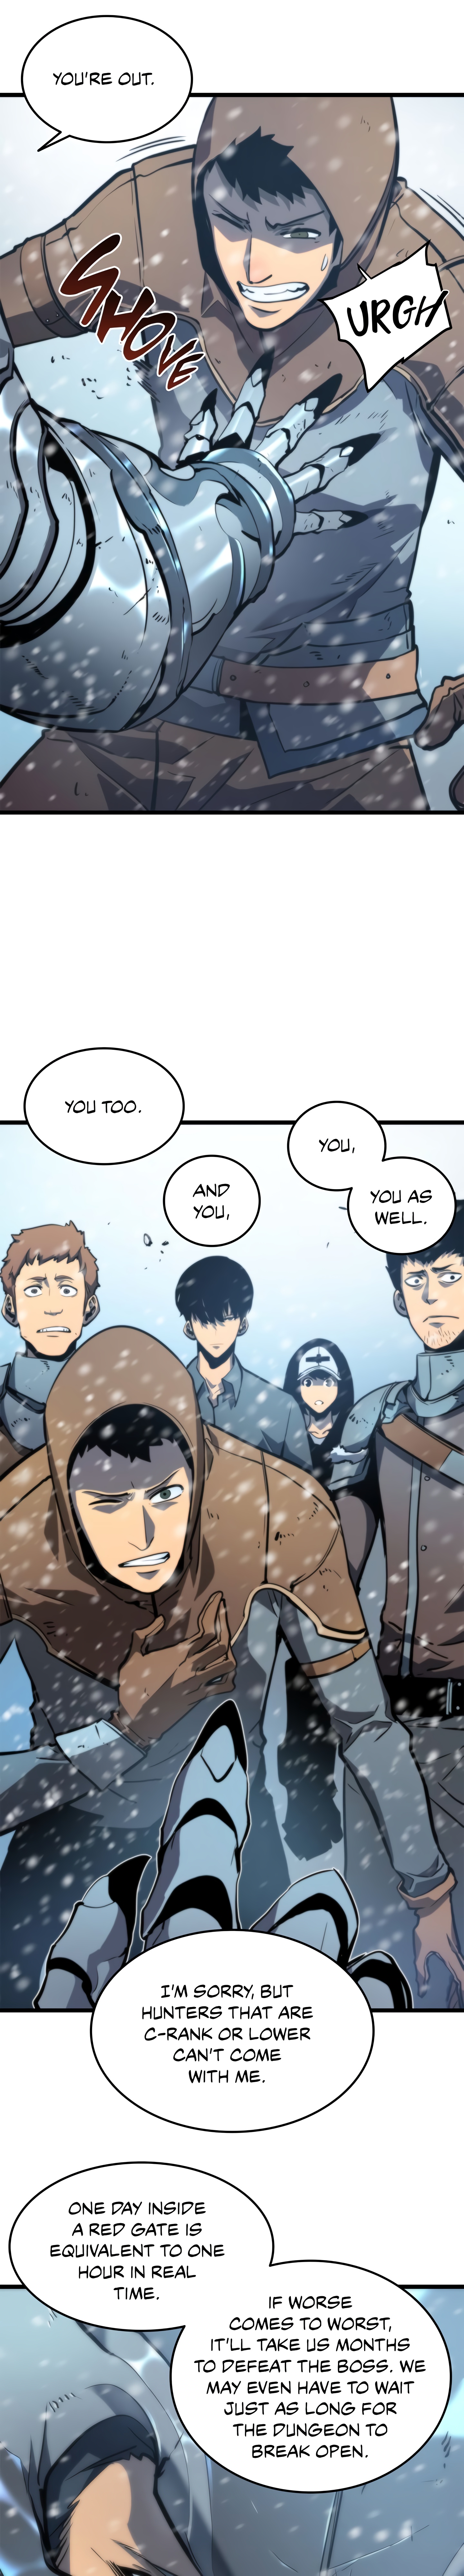 YOU'RE OUT.
SHOVE
URGH
YOU TOO.
YOU,
AND
YOU,
YOU AS
WELL.
I'M SORRY, BUT
HUNTERS THAT ARE
C-RANK OR LOWER
CAN'T COME
WITH ME.
ONE DAY INSIDE
A RED GATE IS
EQUIVALENT TO ONE
HOUR IN REAL
TIME.
IF WORSE
COMES TO WORST,
IT'LL TAKE US MONTHS
TO DEFEAT THE BOSS. WE
MAY EVEN HAVE TO WAIT
JUST AS LONG FOR
THE DUNGEON TO
BREAK OPEN.